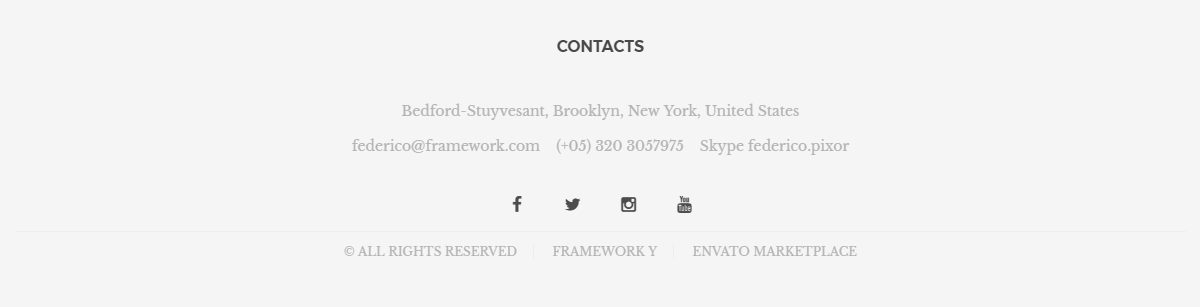 CONTACTS
Bedford-Stuyvesant, Brooklyn, New York, United States
federico@framework.com (+05) 320 3057975 Skype federico.pixor
You Tube
© ALL RIGHTS RESERVED FRAMEWORK Y ENVATO MARKETPLACE